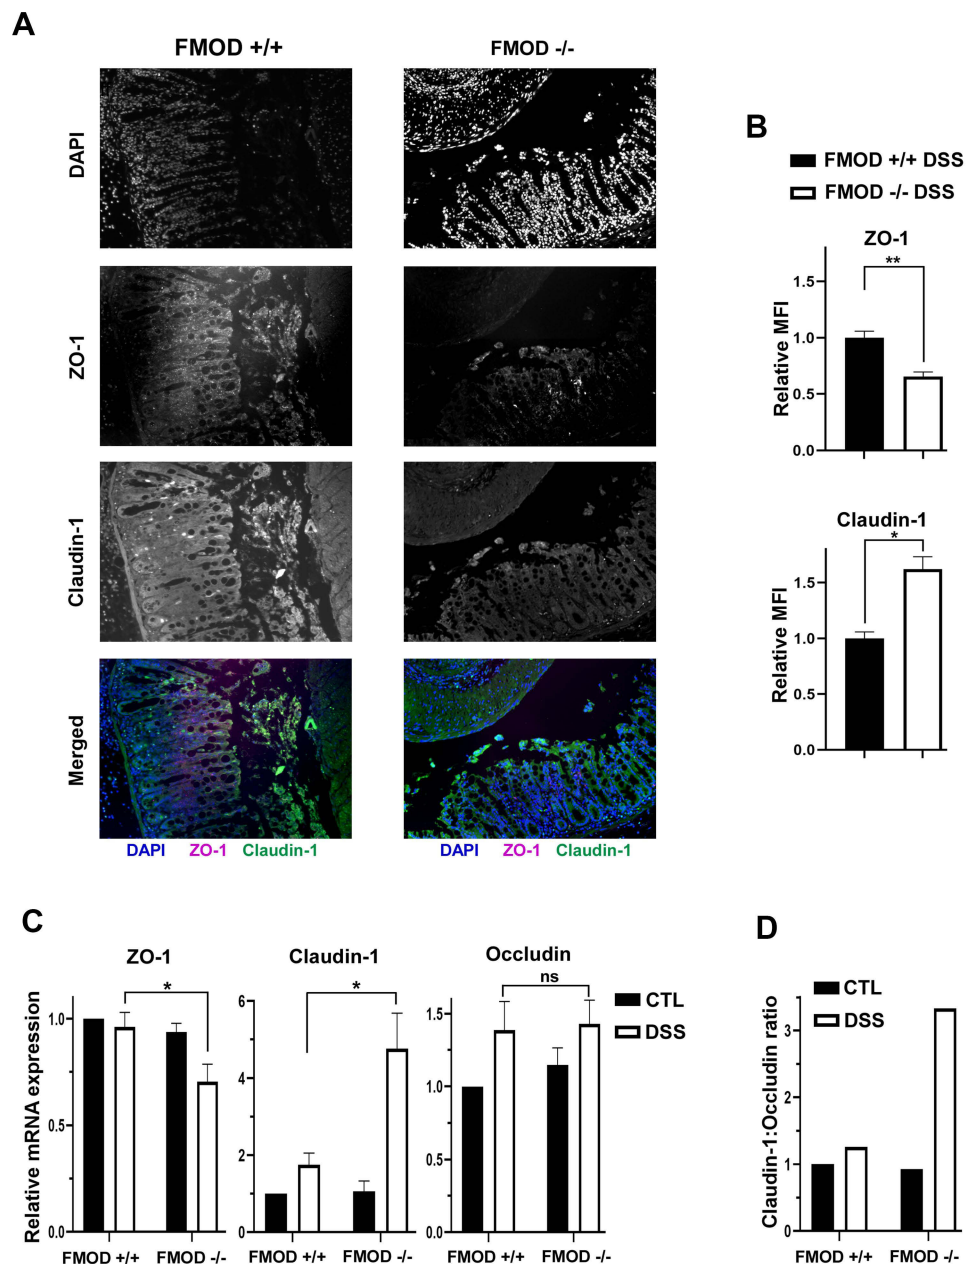 A
FMOD +/+
FMOD -/-
DAPI
ZO-1
Claudin-1
Merged
DAPI ZO-1 Claudin-1
DAPI ZO-1 Claudin-1
B
FMOD +/+ DSS
FMOD -/- DSS
ZO-1
**
Relative MFI
1.5
1.0
0.5
0.0
Claudin-1
*
Relative MFI
1.5
1.0
0.5
0.0
C
ZO-1
*
Relative mRNA expression
1.0
0.5
0.0
FMOD +/+ FMOD -/-
Claudin-1
*
6
4
2
1
0
FMOD +/+ FMOD -/-
Occludin
ns
1.5
1.0
0.5
0.0
FMOD +/+ FMOD -/-
CTL
DSS
D
CTL
DSS
Claudin-1:Occludin ratio
3
2
1
0
FMOD +/+ FMOD -/-